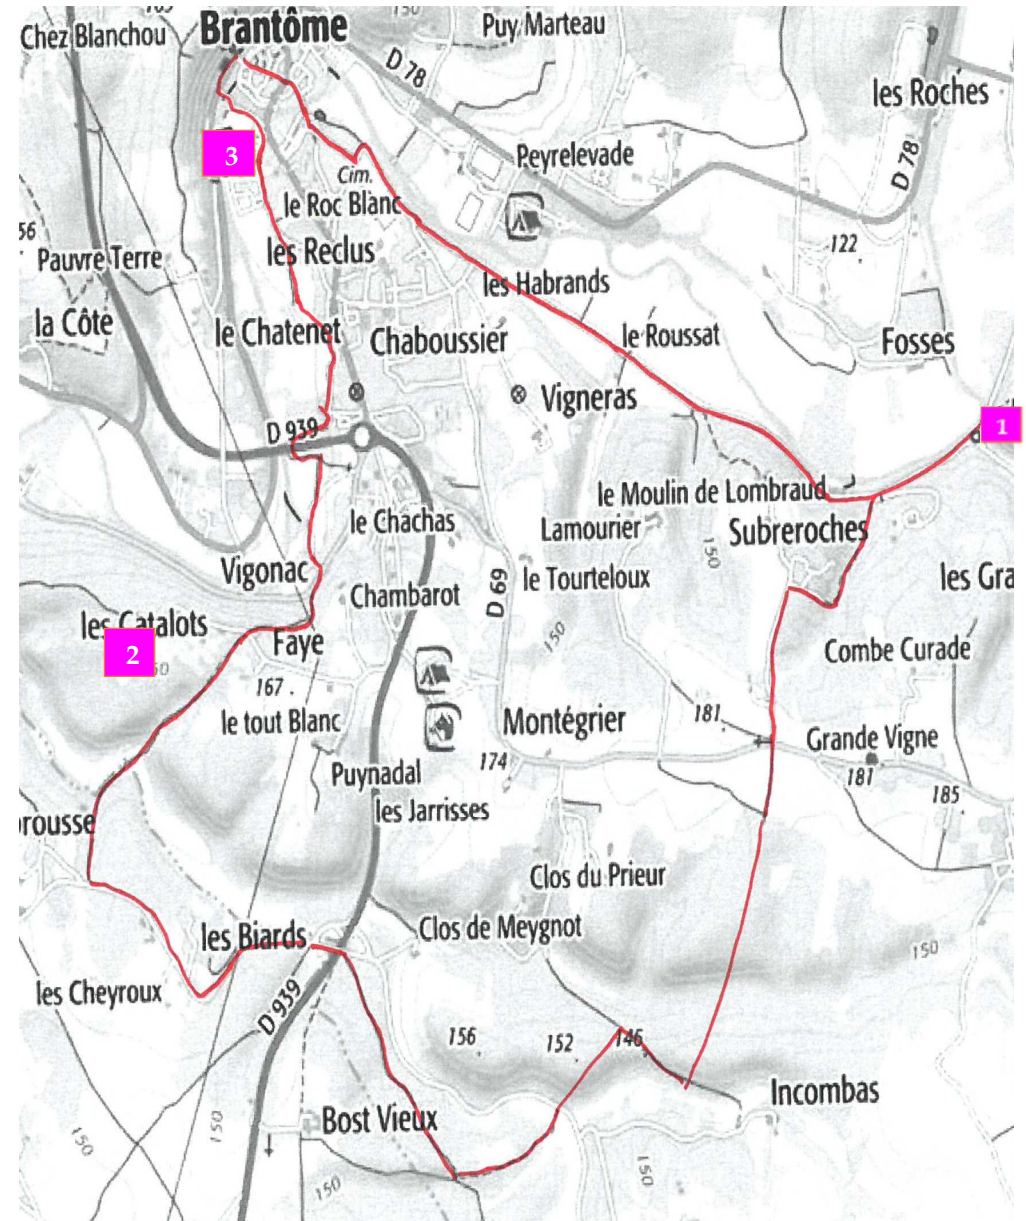 Chez Blanchou
Brantôme
150
Puy Marteau
D 78
les Roches
3
Cim.
Peyrelevade
D 78
le Roc Blanc
56
Pauvre Terre
les Reclus
122
les Habrands
la Côte
le Chatenet
Chaboussier
le Roussat
Fosses
Vigneras
1
D 939
le Moulin de Lombraud
le Chachas
Lamourier
Subreroches
150
Vigonac
le Tourteloux
les Gra
Chambarot
D 69
les Catalots
2
50
Faye
150
Combe Curade
167
le tout Blanc
Montégrier
181
Grande Vigne
174
181
185
Puynadal
les Jarrisses
rousse
Clos du Prieur
les Biards
Clos de Meygnot
150
les Cheyroux
D 939
156
152
146
Incombas
Bost Vieux
150
150
150
150